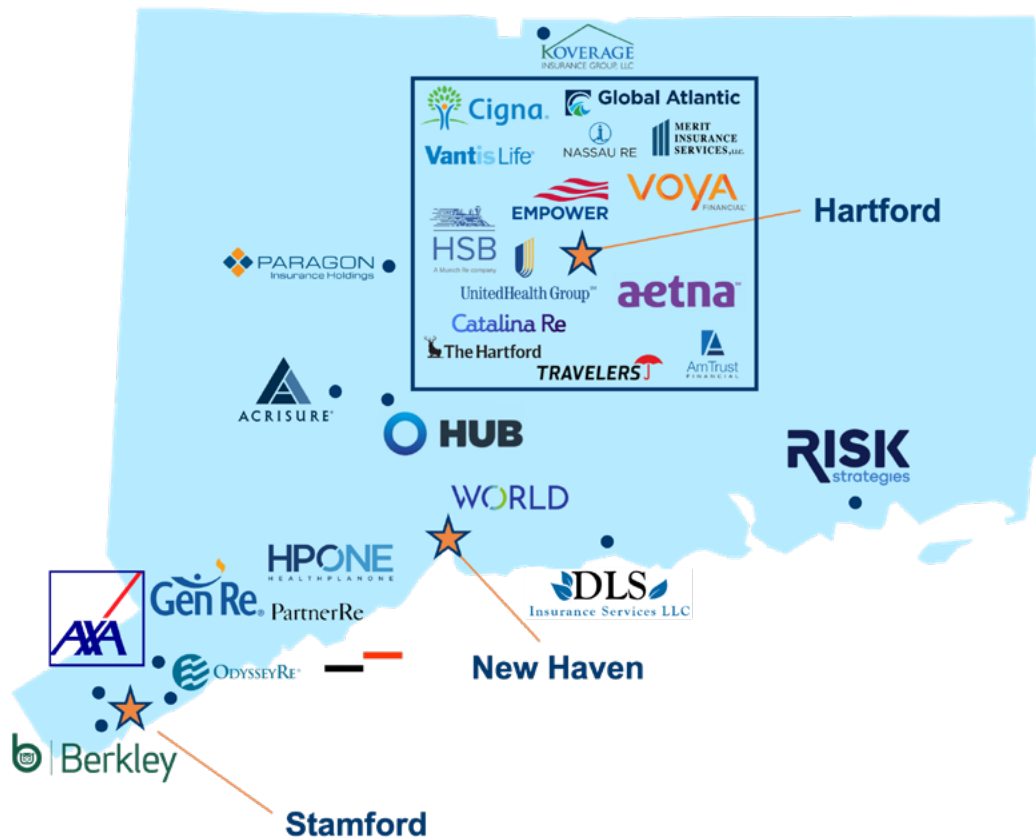 KOVERAGE
INSURANCE GROUP, LLC
Cigna®
Global Atlantic
VantisLife®
NASSAU RE
MERIT
INSURANCE
SERVICES, LLC.
EMPOWER
VOYA
FINANCIAL
Hartford
HSB
A Munich Re company
PARAGON
Insurance Holdings
UnitedHealth Group
aetna
Catalina Re
The Hartford
TRAVELERS
AmTrust
FINANCIAL
ACRISURE
HUB
RISK
strategies
WORLD
HPONE
HEALTHPLANONE
Gen Re®
PartnerRe
DLS
Insurance Services LLC
AXA
ODYSSEYRE
New Haven
b Berkley
Stamford